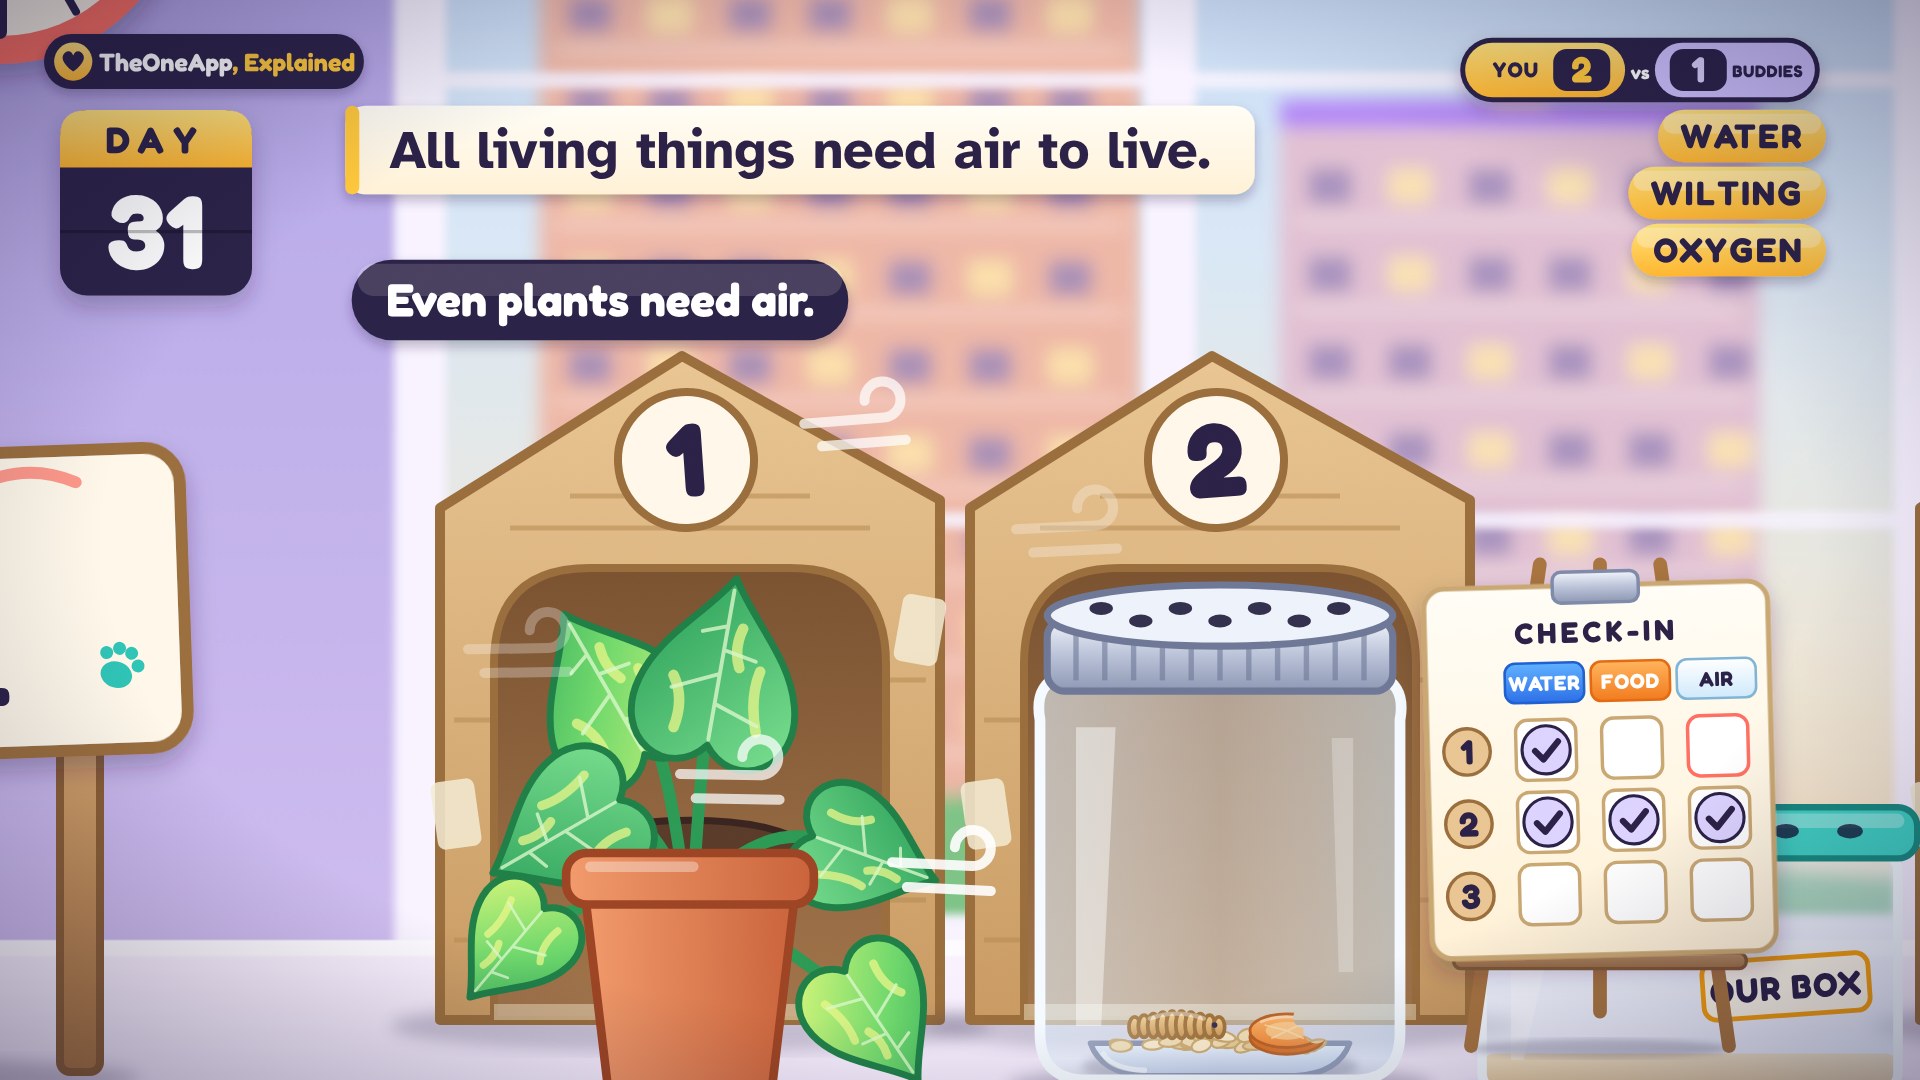 TheOneApp, Explained
YOU 2 vs 1 BUDDIES
DAY
31
All living things need air to live.
WATER
WILTING
OXYGEN
Even plants need air.
1
2
CHECK-IN
WATER FOOD AIR
1
2
3
OUR BOX